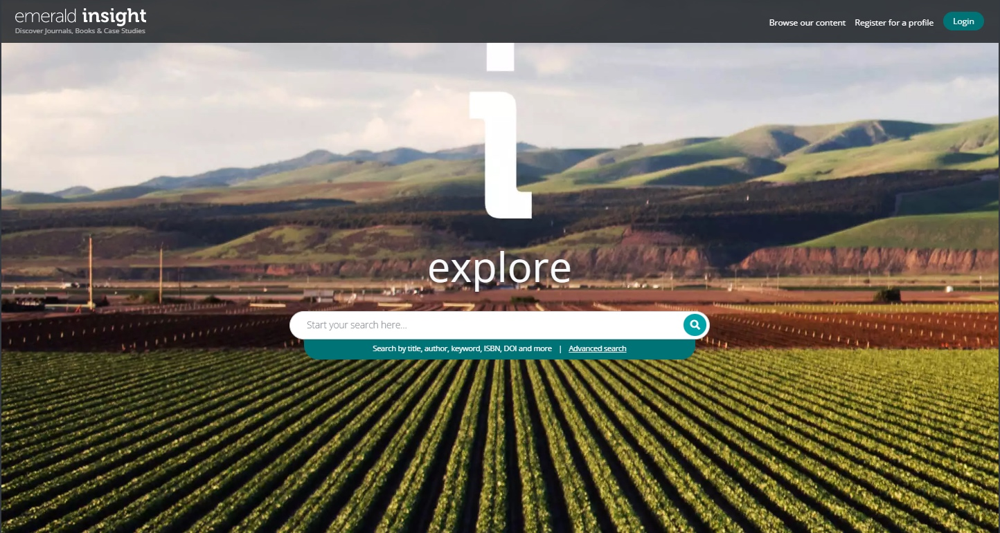 emerald insight
Discover Journals, Books & Case Studies
Browse our content Register for a profile Login
i
explore
Start your search here...
Search by title, author, keyword, ISBN, DOI and more | Advanced search